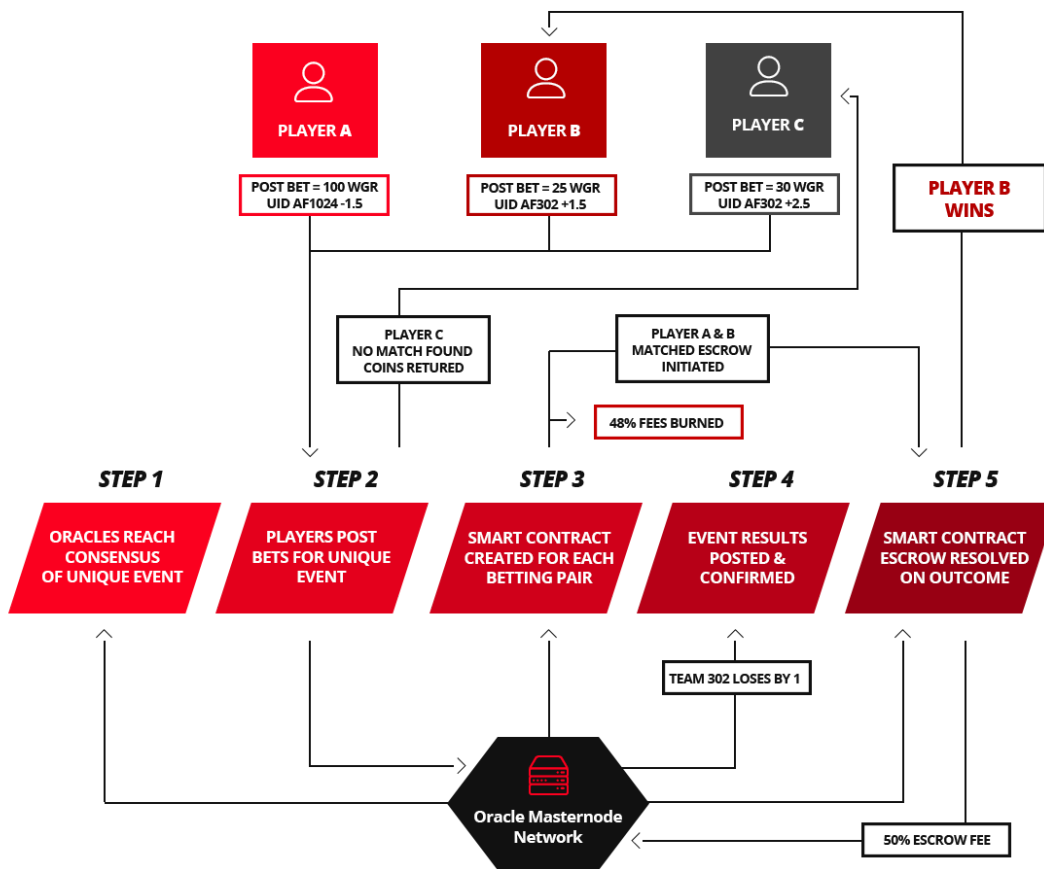 PLAYER A
PLAYER B
PLAYER C
POST BET = 100 WGR
UID AF1024 -1.5
POST BET = 25 WGR
UID AF302 +1.5
POST BET = 30 WGR
UID AF302 +2.5
PLAYER B
WINS
PLAYER C
NO MATCH FOUND
COINS RETURED
PLAYER A & B
MATCHED ESCROW
INITIATED
48% FEES BURNED
STEP 1
STEP 2
STEP 3
STEP 4
STEP 5
ORACLES REACH
CONSENSUS
OF UNIQUE EVENT
PLAYERS POST
BETS FOR UNIQUE
EVENT
SMART CONTRACT
CREATED FOR EACH
BETTING PAIR
EVENT RESULTS
POSTED &
CONFIRMED
SMART CONTRACT
ESCROW RESOLVED
ON OUTCOME
TEAM 302 LOSES BY 1
Oracle Masternode
Network
50% ESCROW FEE